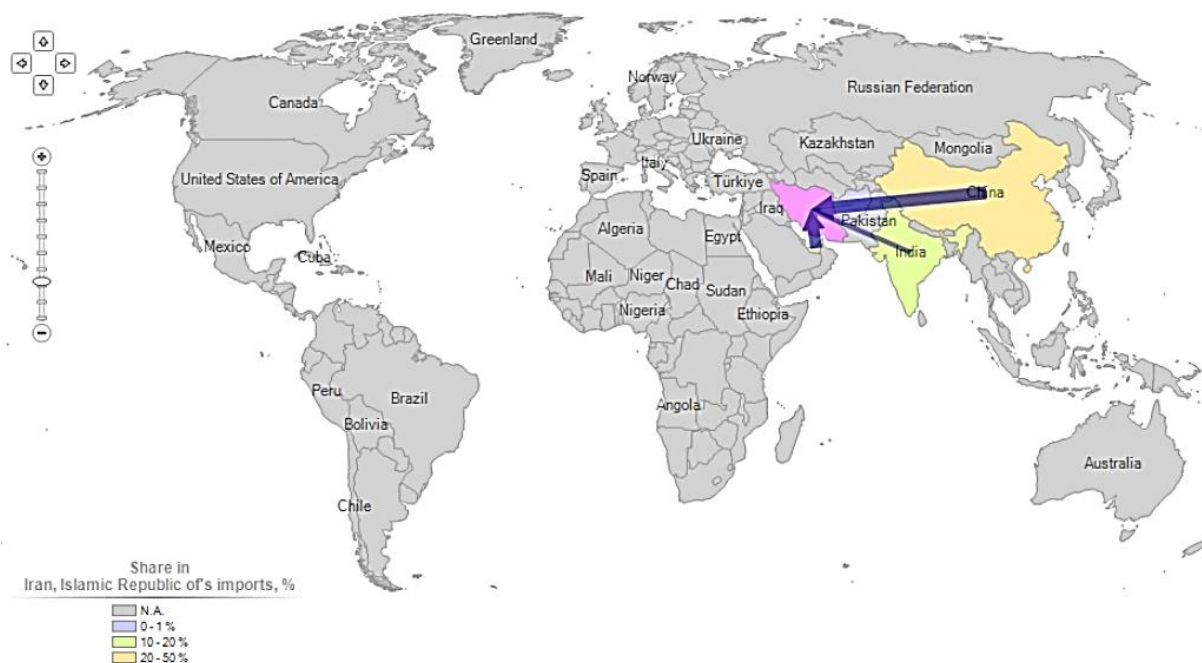 Greenland
Norway
Canada
Russian Federation
Ukraine
Kazakhstan
Mongolia
Italy
Spain
Türkiye
United States of America
China
Iraq
Pakistan
Algeria
Egypt
Mexico
Cuba
India
Mali
Niger
Chad
Sudan
Nigeria
Ethiopia
Peru
Brazil
Angola
Bolivia
Australia
Chile
Share in
Iran, Islamic Republic of's imports, %
N.A.
0 - 1 %
10 - 20 %
20 - 50 %